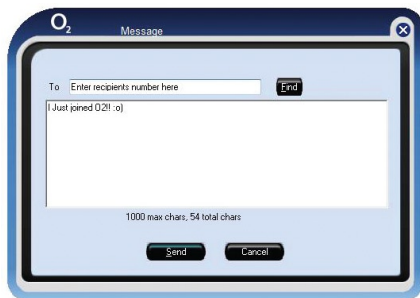 O2
Message
To Enter recipients number here Find
I Just joined O2!! :o)
1000 max chars, 54 total chars
Send Cancel